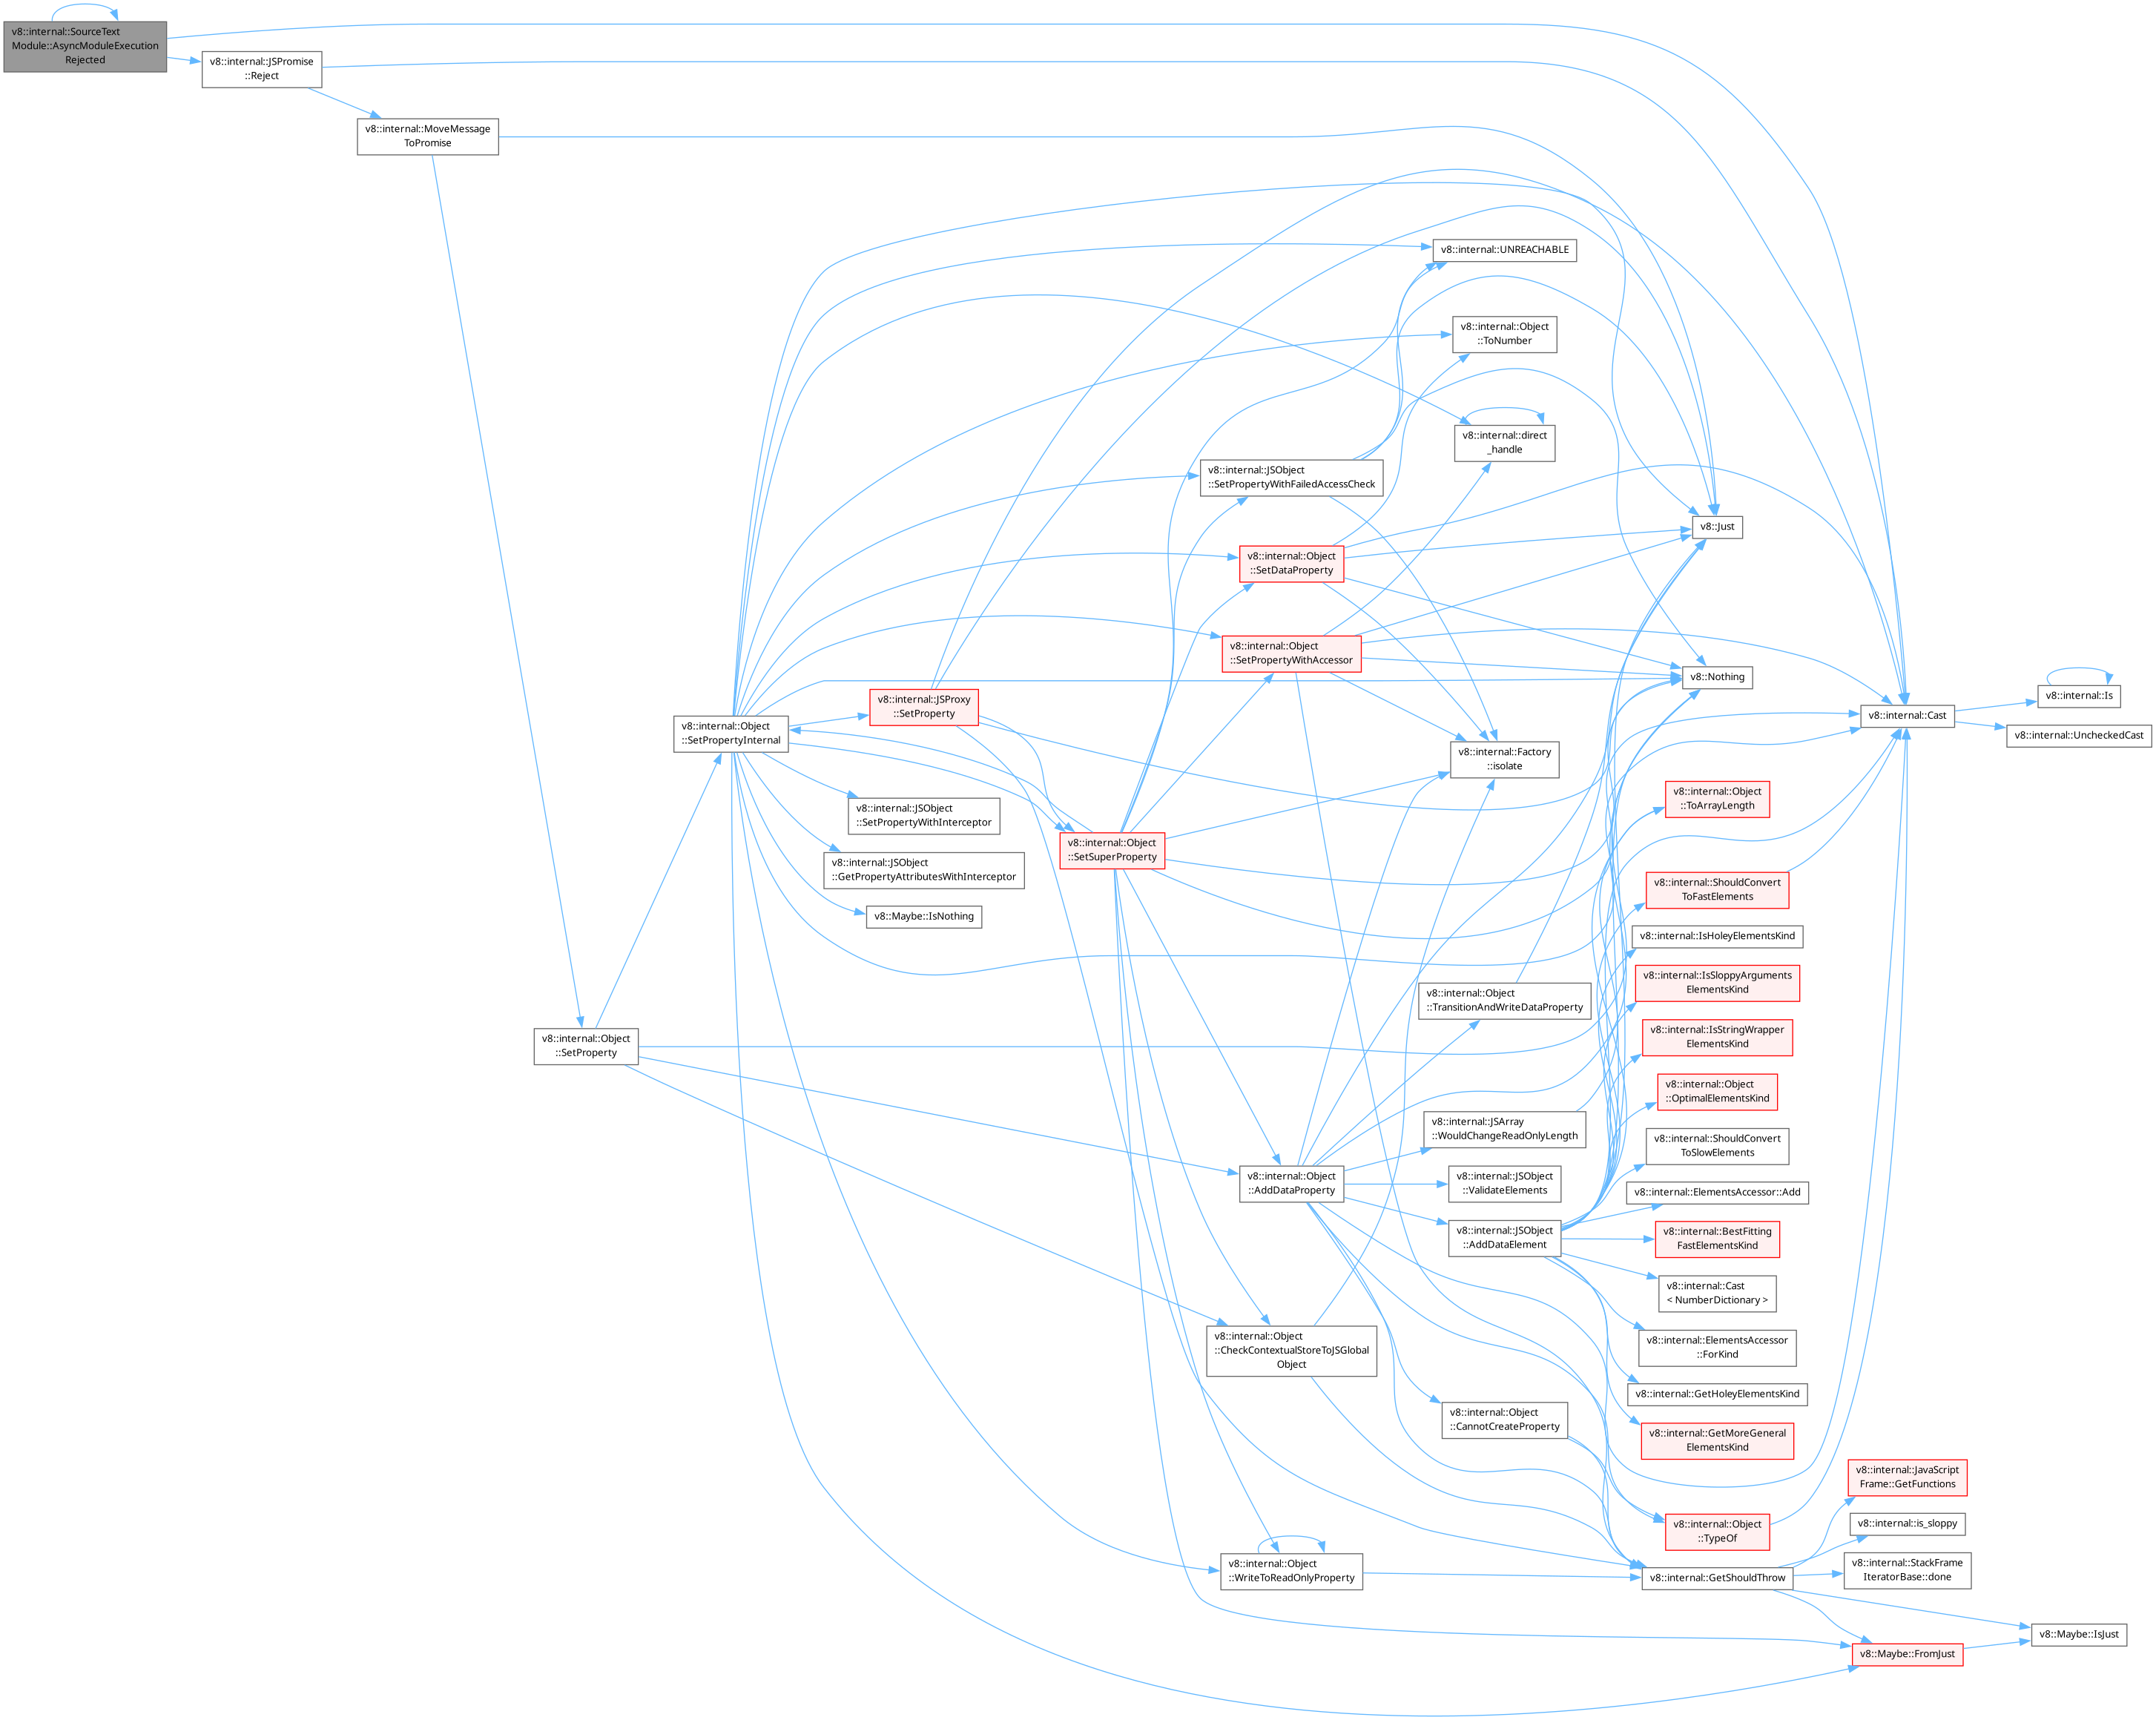 v8::internal::SourceText
Module::AsyncModuleExecution
Rejected
v8::internal::JSPromise
::Reject
v8::internal::MoveMessage
ToPromise
v8::internal::Object
::SetProperty
v8::internal::Object
::SetPropertyInternal
v8::internal::JSProxy
::SetProperty
v8::internal::JSObject
::SetPropertyWithInterceptor
v8::internal::JSObject
::GetPropertyAttributesWithInterceptor
v8::Maybe::IsNothing
v8::internal::Object
::SetSuperProperty
v8::internal::JSObject
::SetPropertyWithFailedAccessCheck
v8::internal::Object
::SetDataProperty
v8::internal::Object
::SetPropertyWithAccessor
v8::internal::Object
::AddDataProperty
v8::internal::Object
::CheckContextualStoreToJSGlobal
Object
v8::internal::Object
::WriteToReadOnlyProperty
v8::internal::UNREACHABLE
v8::internal::Object
::ToNumber
v8::internal::direct
_handle
v8::internal::Factory
::isolate
v8::internal::Object
::TransitionAndWriteDataProperty
v8::internal::JSArray
::WouldChangeReadOnlyLength
v8::internal::JSObject
::ValidateElements
v8::internal::JSObject
::AddDataElement
v8::internal::Object
::CannotCreateProperty
v8::Just
v8::Nothing
v8::internal::Object
::ToArrayLength
v8::internal::ShouldConvert
ToFastElements
v8::internal::IsHoleyElementsKind
v8::internal::IsSloppyArguments
ElementsKind
v8::internal::IsStringWrapper
ElementsKind
v8::internal::Object
::OptimalElementsKind
v8::internal::ShouldConvert
ToSlowElements
v8::internal::ElementsAccessor::Add
v8::internal::BestFitting
FastElementsKind
v8::internal::Cast
< NumberDictionary >
v8::internal::ElementsAccessor
::ForKind
v8::internal::GetHoleyElementsKind
v8::internal::GetMoreGeneral
ElementsKind
v8::internal::Object
::TypeOf
v8::internal::GetShouldThrow
v8::internal::Cast
v8::internal::JavaScript
Frame::GetFunctions
v8::internal::is_sloppy
v8::internal::StackFrame
IteratorBase::done
v8::Maybe::FromJust
v8::internal::Is
v8::internal::UncheckedCast
v8::Maybe::IsJust